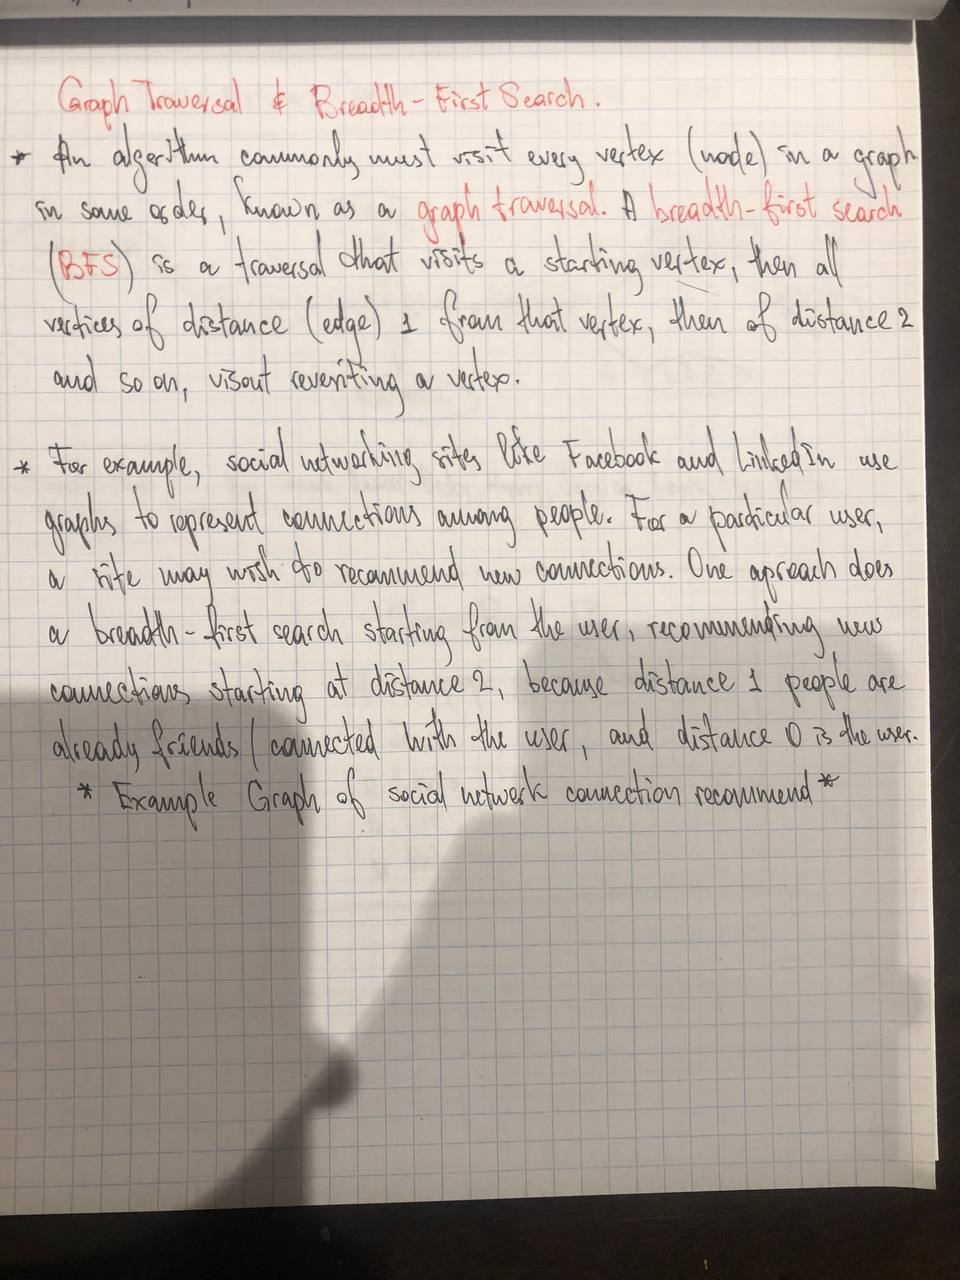 Graph Traversal & Breadth-First Search.
* An algorithm commonly must visit every vertex (node) in a graph
in some order, known as a graph traversal. A breadth-first search
(BFS) is a traversal that visits a starting vertex, then all
vertices of distance (edge) 1 from that vertex, then of distance 2
and so on, visout reventing a vertex.
* For example, social networking sites like Facebook and LinkedIn use
graphs to represent connections among people. For a particular user,
a site may wish to recommend new connections. One aproach does
a breadth-first search starting from the user, recommending new
connections starting at distance 2, because distance 1 people are
already friends / connected with the user, and distance 0 is the user.
* Example Graph of social network connection recommend *